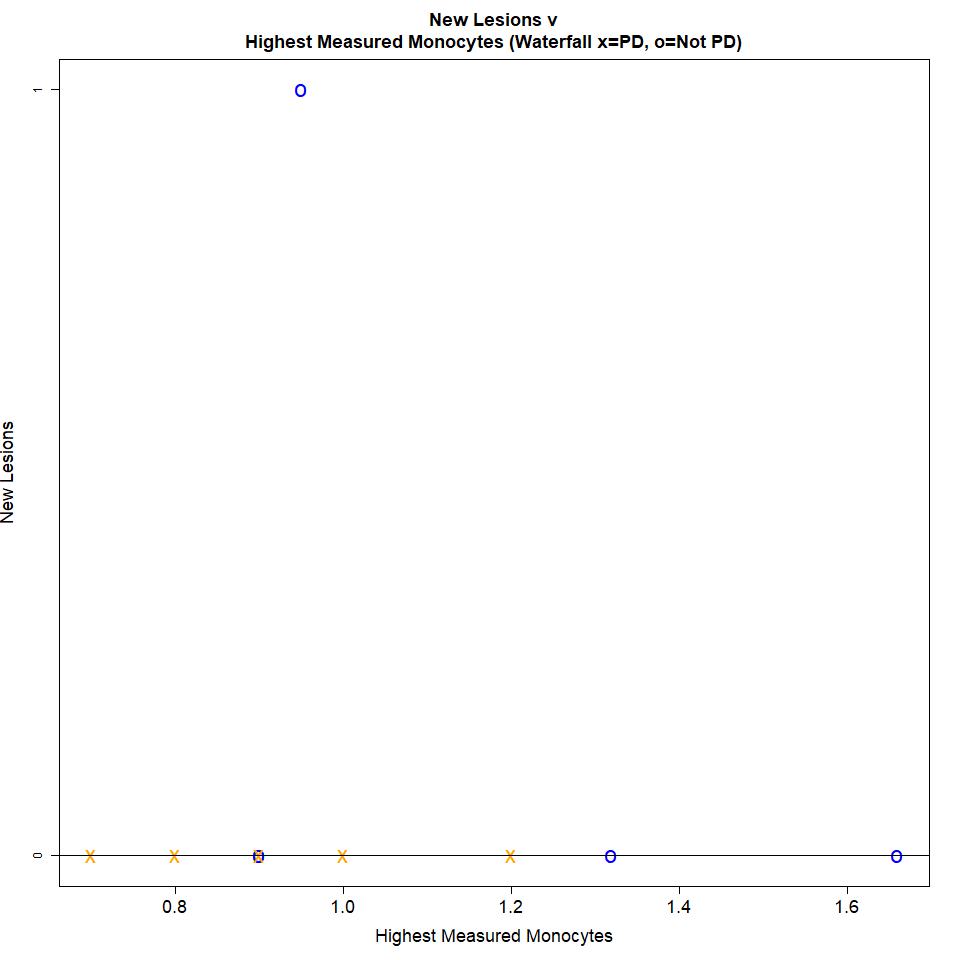 New Lesions v
Highest Measured Monocytes (Waterfall x=PD, o=Not PD)
1
o
New Lesions
0
x x x o x x o o
0.8 1.0 1.2 1.4 1.6
Highest Measured Monocytes